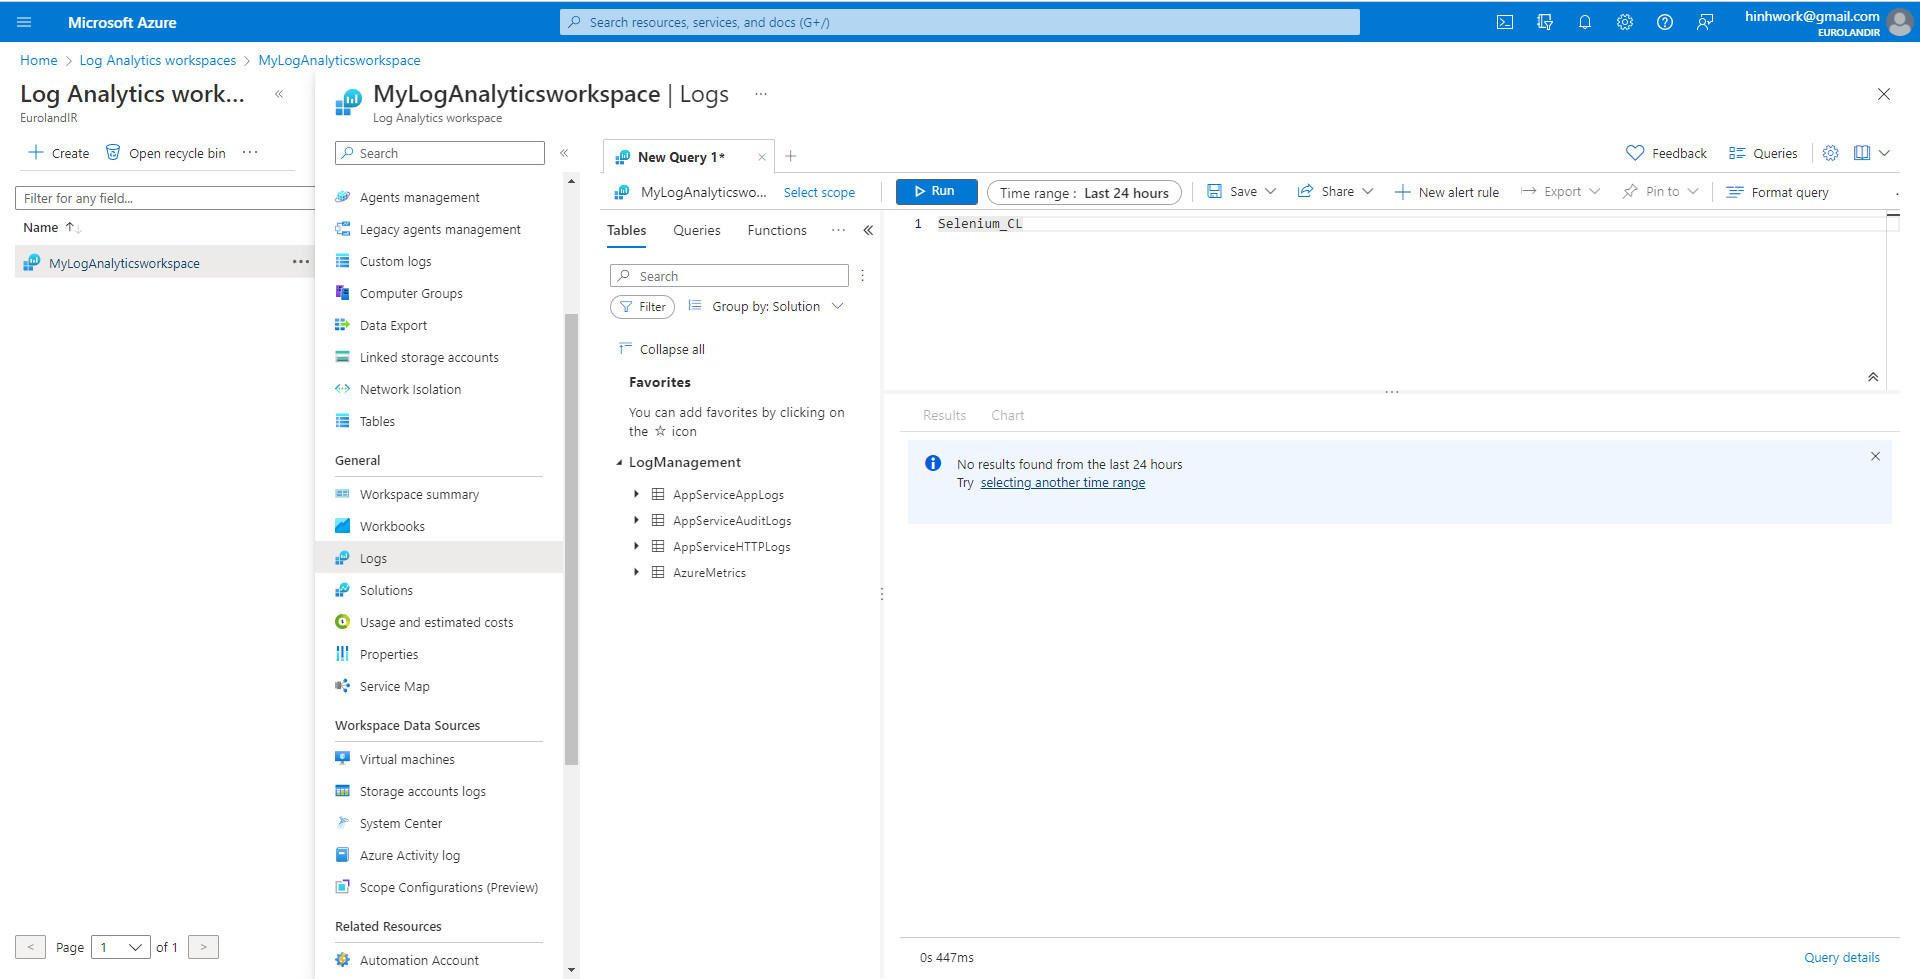 Microsoft Azure
Search resources, services, and docs (G+/)
hinhwork@gmail.com
EUROLANDIR
Home > Log Analytics workspaces > MyLogAnalyticsworkspace
Log Analytics work... «
EurolandIR
+ Create Open recycle bin ...
Filter for any field...
Name ↑↓
MyLogAnalyticsworkspace ...
< Page 1 of 1 >
MyLogAnalyticsworkspace | Logs ...
Log Analytics workspace
Search «
Agents management
Legacy agents management
Custom logs
Computer Groups
Data Export
Linked storage accounts
Network Isolation
Tables
General
Workspace summary
Workbooks
Logs
Solutions
Usage and estimated costs
Properties
Service Map
Workspace Data Sources
Virtual machines
Storage accounts logs
System Center
Azure Activity log
Scope Configurations (Preview)
Related Resources
Automation Account
New Query 1* × +
Feedback Queries
MyLogAnalyticswo... Select scope
Run Time range : Last 24 hours Save Share + New alert rule Export Pin to Format query
Tables Queries Functions ... «
Search
Filter Group by: Solution
Collapse all
Favorites
You can add favorites by clicking on
the ☆ icon
LogManagement
AppServiceAppLogs
AppServiceAuditLogs
AppServiceHTTPLogs
AzureMetrics
1 Selenium_CL
Results Chart
No results found from the last 24 hours
Try selecting another time range
0s 447ms Query details